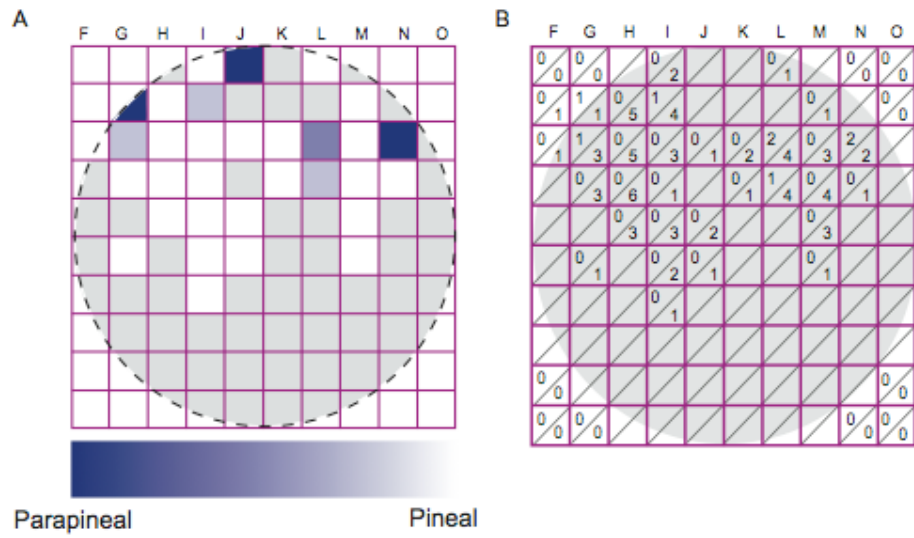 A
F G H I J K L M N O
Parapineal Pineal
B
F G H I J K L M N O
0 0 0 0 0 0
0 0 2 1 0 0
0 1 0 1 0 0
1 1 5 4 1 0
0 1 0 0 0 0 2 0 2
1 3 5 3 1 2 4 3 2
0 0 0 0 1 0 0
3 6 1 1 4 4 1
0 0 0 0
3 3 2 3
0 0 0 0
1 2 1 1
0
1
0 0
0 0
0 0 0 0
0 0 0 0